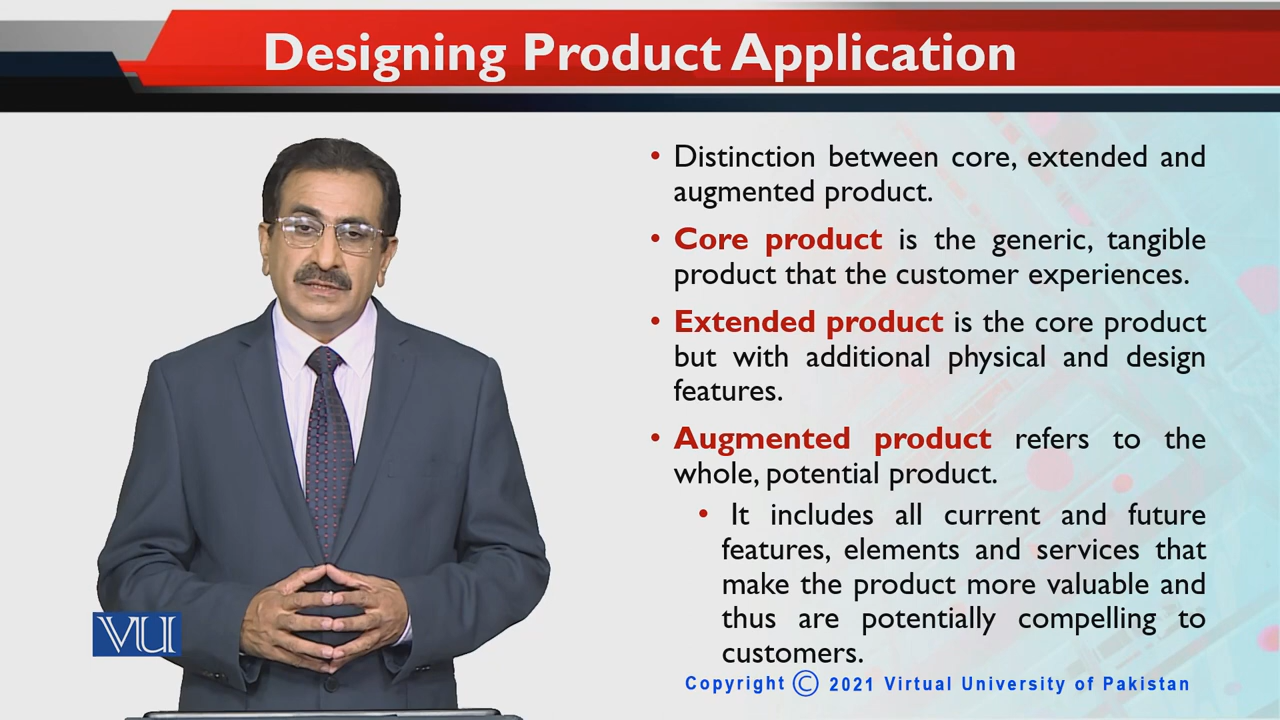 Designing Product Application
• Distinction between core, extended and
augmented product.
• Core product is the generic, tangible
product that the customer experiences.
• Extended product is the core product
but with additional physical and design
features.
• Augmented product refers to the
whole, potential product.
• It includes all current and future
features, elements and services that
make the product more valuable and
thus are potentially compelling to
customers.
VU
Copyright © 2021 Virtual University of Pakistan